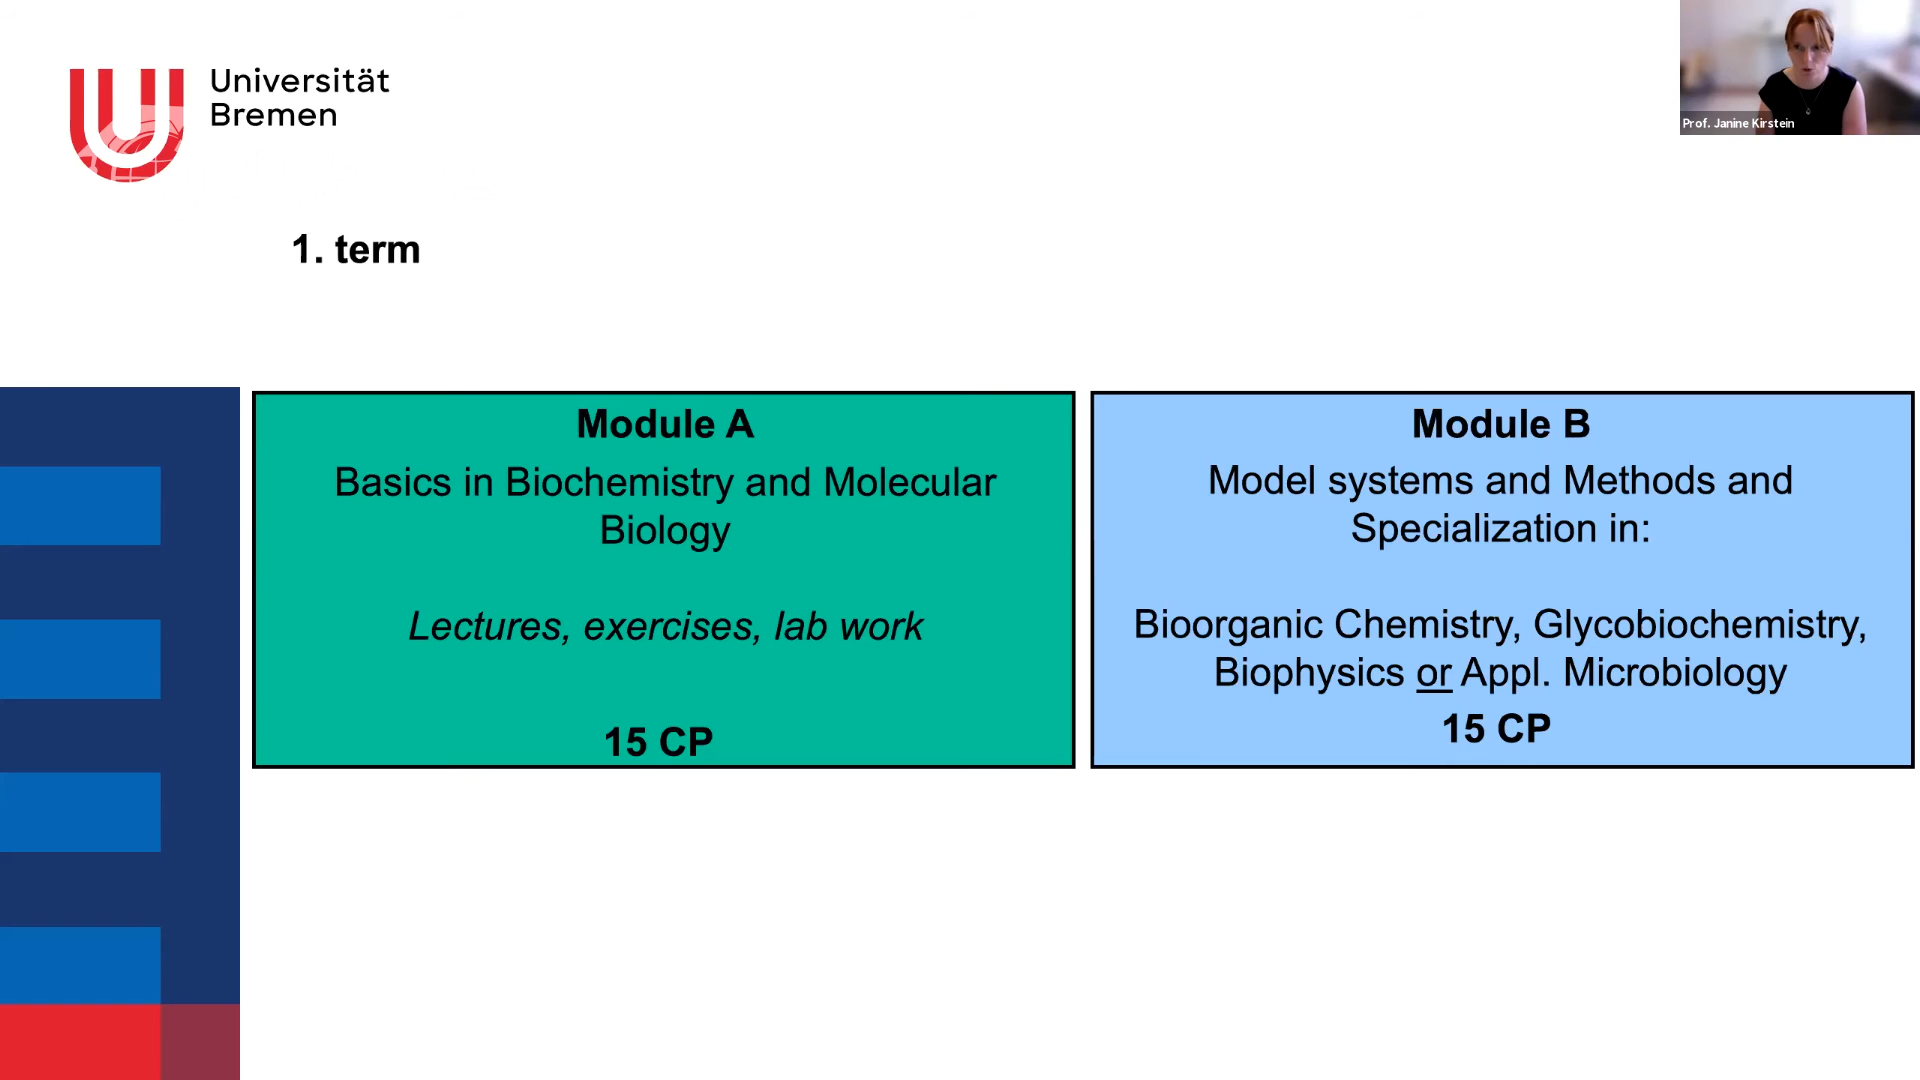 Universität
Bremen
Prof. Janine Kirstein
1. term
Module A
Basics in Biochemistry and Molecular
Biology
Lectures, exercises, lab work
15 CP
Module B
Model systems and Methods and
Specialization in:
Bioorganic Chemistry, Glycobiochemistry,
Biophysics or Appl. Microbiology
15 CP